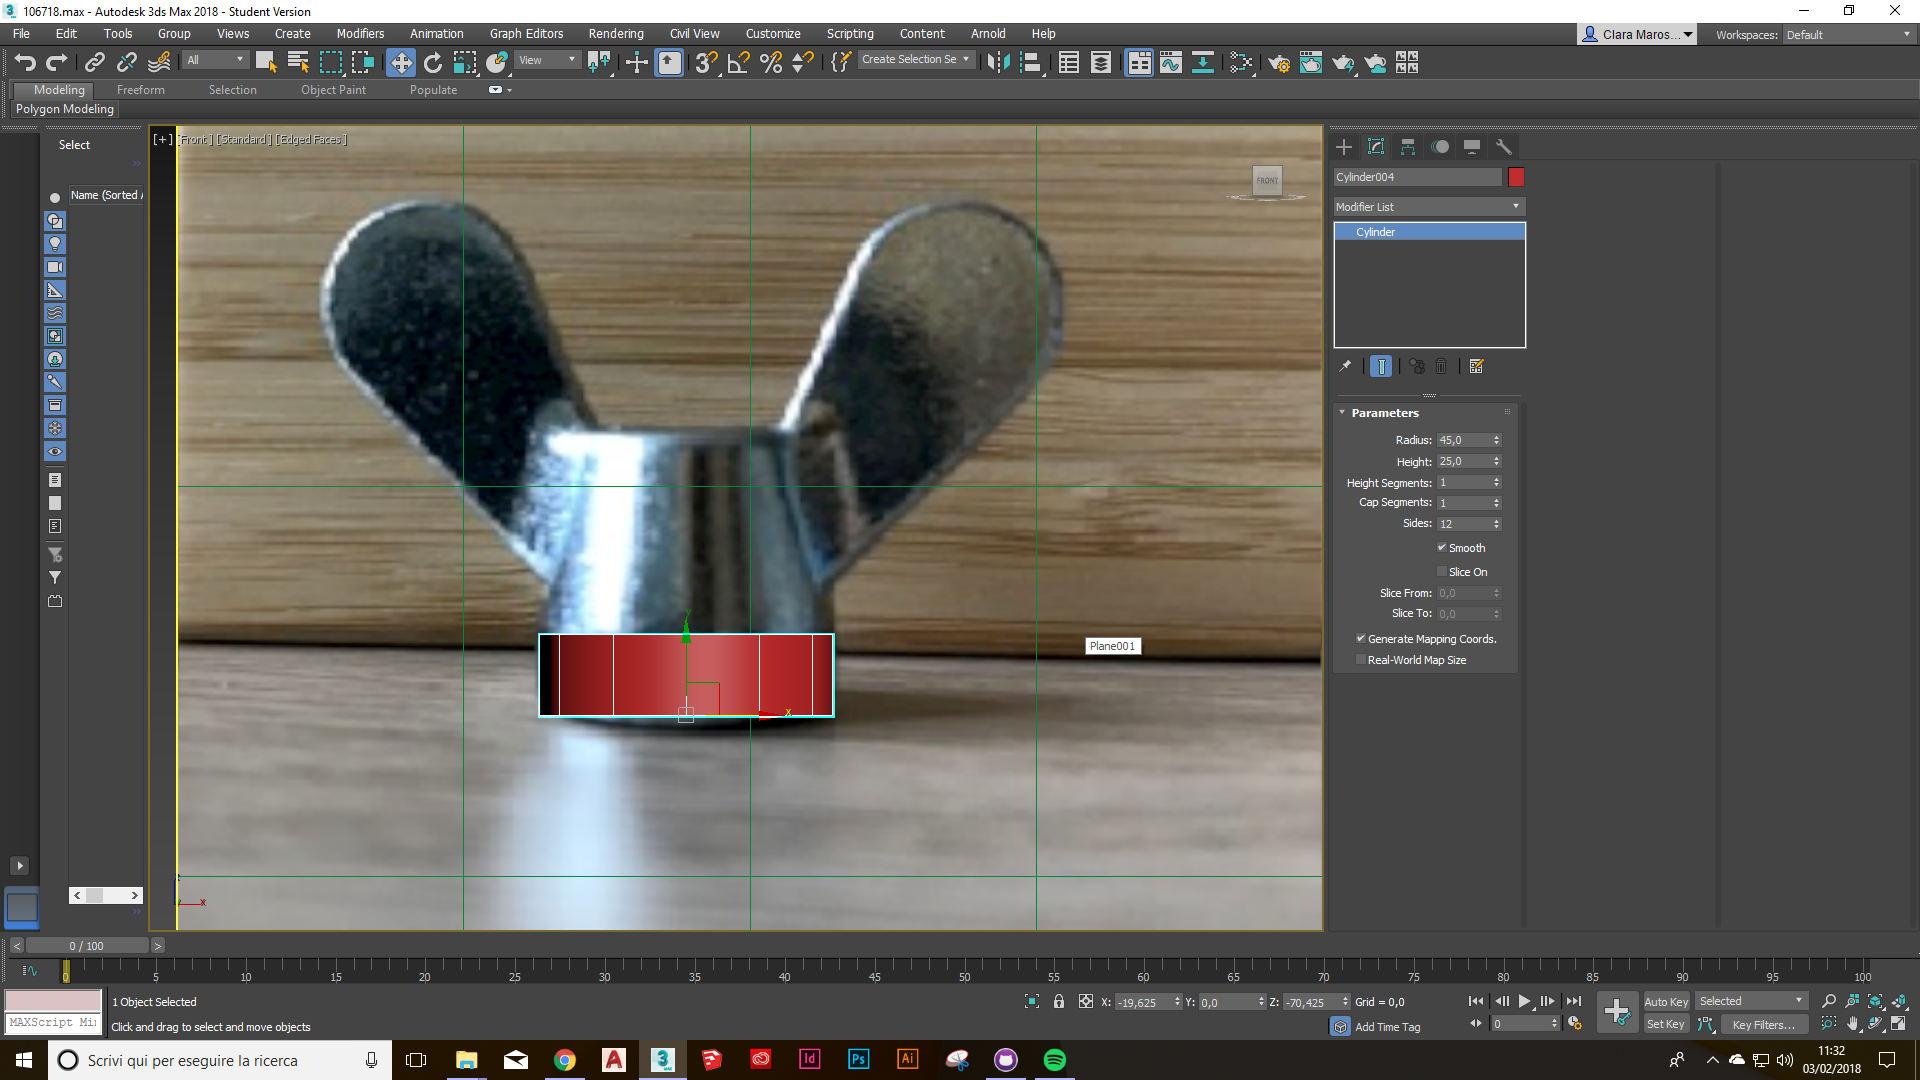 106718.max - Autodesk 3ds Max 2018 - Student Version
File Edit Tools Group Views Create Modifiers Animation Graph Editors Rendering Civil View Customize Scripting Content Arnold Help
Clara Maros... Workspaces: Default
All View Create Selection Se
Modeling Freeform Selection Object Paint Populate
Polygon Modeling
Select
Name (Sorted A
[+] [Front ] [Standard ] [Edged Faces ]
FRONT
Cylinder004
Modifier List
Cylinder
Parameters
Radius: 45,0
Height: 25,0
Height Segments: 1
Cap Segments: 1
Sides: 12
Smooth
Slice On
Slice From: 0,0
Slice To: 0,0
Generate Mapping Coords.
Real-World Map Size
Plane001
y
x
x
0 / 100
0 5 10 15 20 25 30 35 40 45 50 55 60 65 70 75 80 85 90 95 100
1 Object Selected
X: -19,625 Y: 0,0 Z: -70,425 Grid = 0,0
Auto Key Selected
MAXScript Mi
Click and drag to select and move objects
Add Time Tag
0
Set Key Key Filters...
Scrivi qui per eseguire la ricerca
11:32
03/02/2018